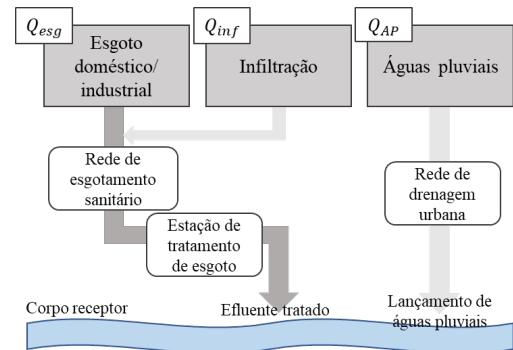 Q_esg
Esgoto
doméstico/
industrial
Q_inf
Infiltração
Q_AP
Águas pluviais
Rede de
esgotamento
sanitário
Rede de
drenagem
urbana
Estação de
tratamento
de esgoto
Corpo receptor
Efluente tratado
Lançamento de
águas pluviais